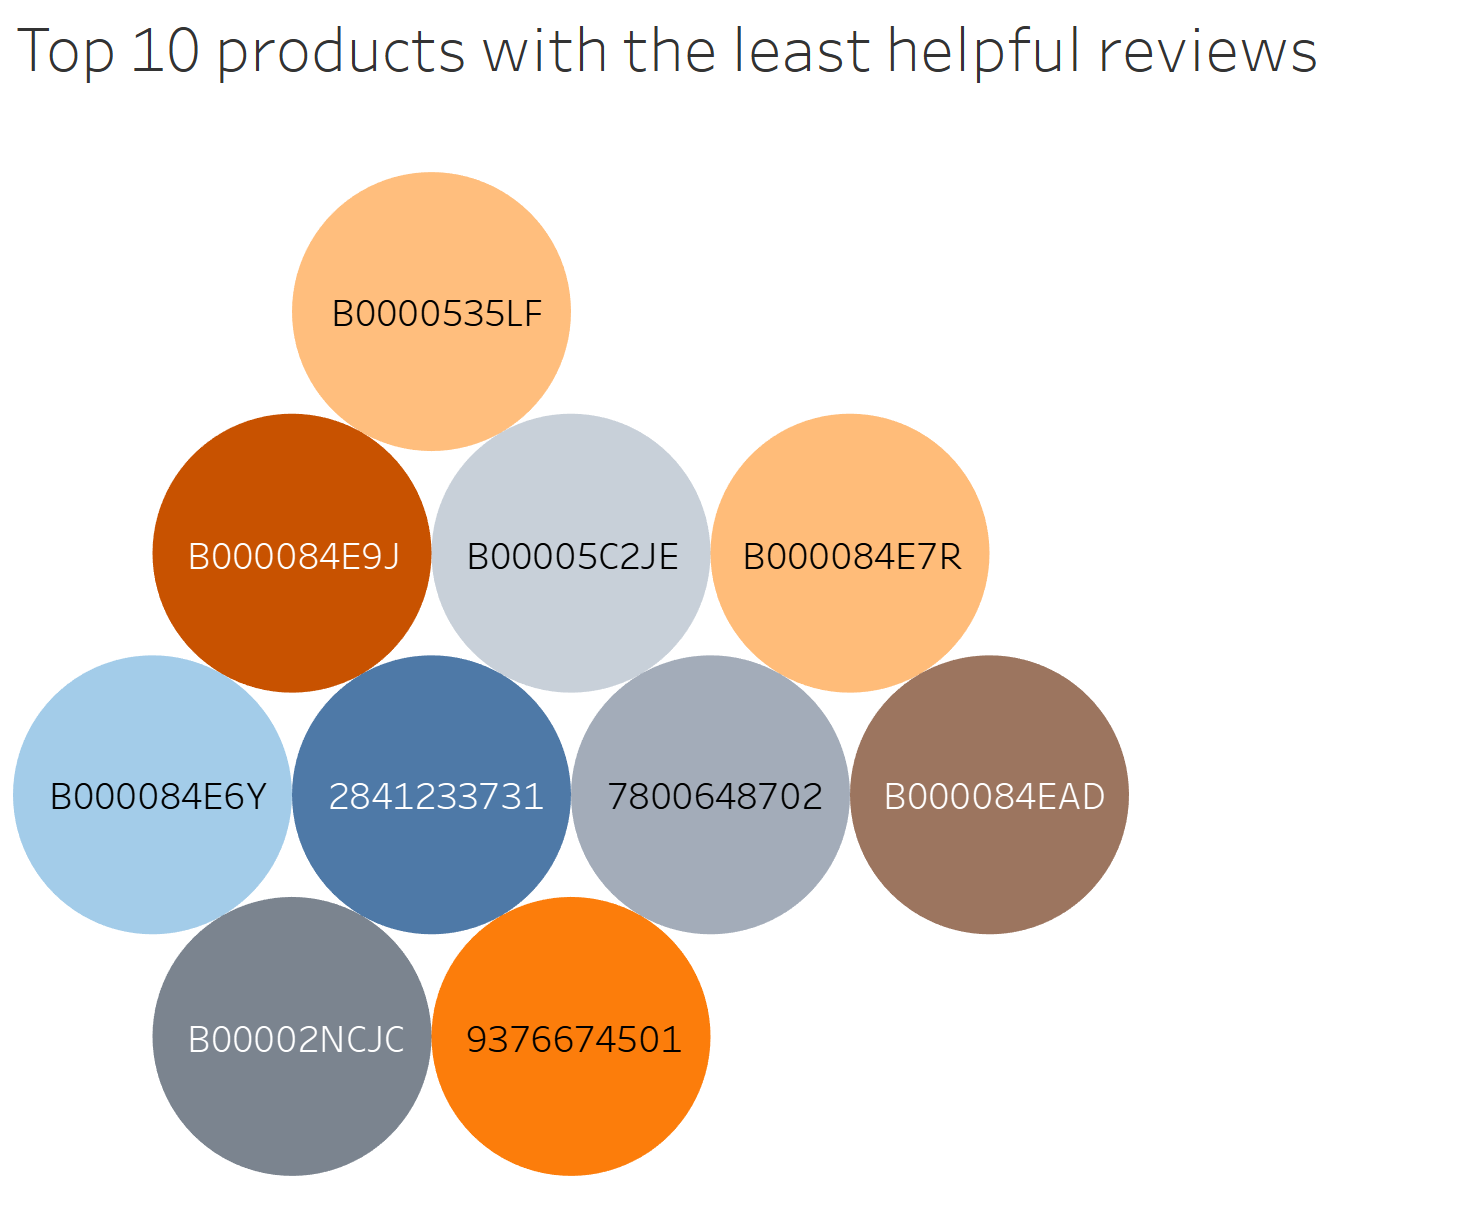 Top 10 products with the least helpful reviews
B0000535LF
B000084E9J
B00005C2JE
B000084E7R
B000084E6Y
2841233731
7800648702
B000084EAD
B00002NCJC
9376674501